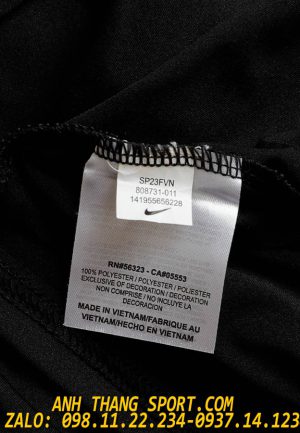 SP23FVN
808731-011
141955656228
RN#56323 - CA#05553
100% POLYESTER / POLYESTER / POLIESTER
EXCLUSIVE OF DECORATION / DECORATION
NON COMPRISE / NO INCLUYE LA
DECORACION
MADE IN VIETNAM/FABRIQUE AU
VIETNAM/HECHO EN VIETNAM
ANH THANG SPORT.COM
ZALO: 098.11.22.234-0937.14.123